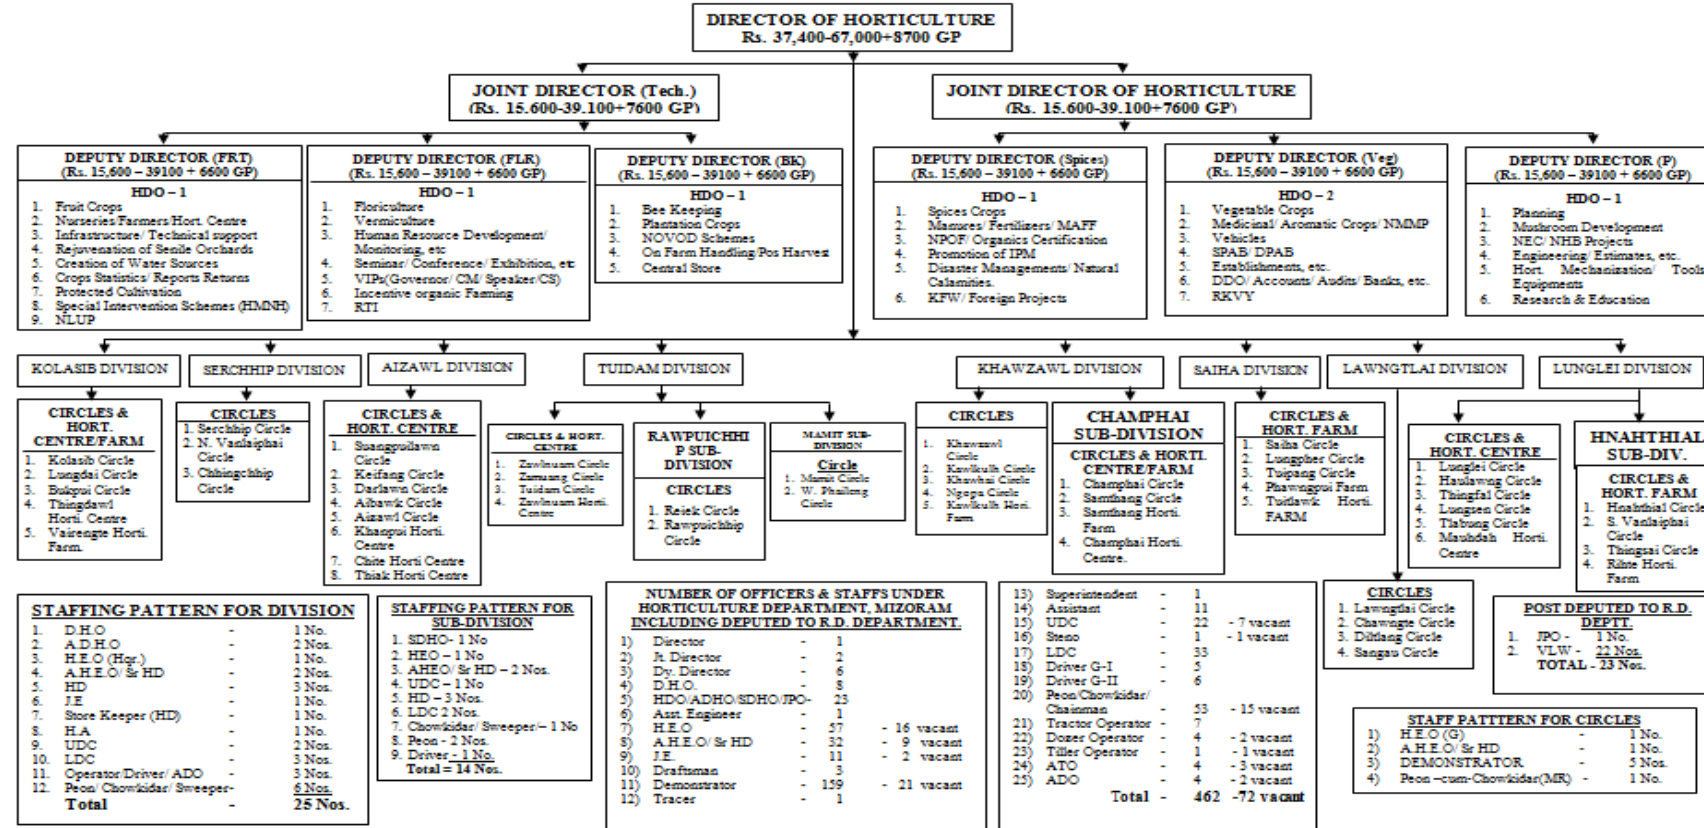 DIRECTOR OF HORTICULTURE
Rs. 37,400-67,000+8700 GP
JOINT DIRECTOR (Tech.)
(Rs. 15,600-39,100+7600 GP)
JOINT DIRECTOR OF HORTICULTURE
(Rs. 15,600-39,100+7600 GP)
DEPUTY DIRECTOR (FRT)
(Rs. 15,600 – 39100 + 6600 GP)
HDO – 1
1. Fruit Crops
2. Nurseries/Farmers/Hort. Centre
3. Infrastructure/ Technical support
4. Rejuvenation of Senile Orchards
5. Creation of Water Sources
6. Crops Statistics/ Reports Returns
7. Protected Cultivation
8. Special Intervention Schemes (HMNH)
9. NLUP
DEPUTY DIRECTOR (FLR)
(Rs. 15,600 – 39100 + 6600 GP)
HDO – 1
1. Floriculture
2. Vermiculture
3. Human Resource Development/
Monitoring, etc
4. Seminar/ Conference/ Exhibition, etc
5. VIPs(Governor/ CM/ Speaker/CS)
6. Incentive organic Farming
7. RTI
DEPUTY DIRECTOR (BK)
(Rs. 15,600 – 39100 + 6600 GP)
HDO – 1
1. Bee Keeping
2. Plantation Crops
3. NOVOD Schemes
4. On Farm Handling/Pos Harvest
5. Central Store
DEPUTY DIRECTOR (Spices)
(Rs. 15,600 – 39100 + 6600 GP)
HDO – 1
1. Spices Crops
2. Manures/ Fertilizers/ MAFF
3. NPOF/ Organics Certification
4. Promotion of IPM
5. Disaster Managements/ Natural
Calamities.
6. KFW/ Foreign Projects
DEPUTY DIRECTOR (Veg)
(Rs. 15,600 – 39100 + 6600 GP)
HDO – 2
1. Vegetable Crops
2. Medicinal/ Aromatic Crops/ NMMP
3. Vehicles
4. SPAB/ DPAB
5. Establishments, etc.
6. DDO/ Accounts/ Audits/ Banks, etc.
7. RKVY
DEPUTY DIRECTOR (P)
(Rs. 15,600 – 39100 + 6600 GP)
HDO – 1
1. Planning
2. Mushroom Development
3. NEC/ NHB Projects
4. Engineering/ Estimates, etc.
5. Hort. Mechanization/ Tools
Equipments
6. Research & Education
KOLASIB DIVISION
SERCHHIP DIVISION
AIZAWL DIVISION
TUIDAM DIVISION
KHAWZAWL DIVISION
SAIHA DIVISION
LAWNGTLAI DIVISION
LUNGLEI DIVISION
CIRCLES &
HORT.
CENTRE/FARM
1. Kolasib Circle
2. Lungdai Circle
3. Bukpui Circle
4. Thingdawl
Horti. Centre
5. Vairengte Horti.
Farm.
CIRCLES
1. Serchhip Circle
2. N. Vanlaiphai
Circle
3. Chhingchhip
Circle
CIRCLES &
HORT. CENTRE
1. Suangpuilawn
Circle
2. Keifang Circle
3. Darlawn Circle
4. Aibawk Circle
5. Aizawl Circle
6. Khanpui Horti.
Centre
7. Chite Horti Centre
8. Thiak Horti Centre
CIRCLES & HORT.
CENTRE
1. Zawlnuam Circle
2. Zamuang Circle
3. Tuidam Circle
4. Zawlnuam Horti.
Centre
RAWPUICHHI
P SUB-
DIVISION
CIRCLES
1. Reiek Circle
2. Rawpuichhip
Circle
MAMIT SUB-
DIVISION
Circle
1. Mamit Circle
2. W. Phaileng
Circle
CIRCLES
1. Khawzawl
Circle
2. Kawlkulh Circle
3. Khawhai Circle
4. Ngopa Circle
5. Kawlkulh Horti.
Farm
CHAMPHAI
SUB-DIVISION
CIRCLES & HORTI.
CENTRE/FARM
1. Champhai Circle
2. Samthang Circle
3. Samthang Horti.
Farm
4. Champhai Horti.
Centre.
CIRCLES &
HORT. FARM
1. Saiha Circle
2. Lungpher Circle
3. Tuipang Circle
4. Phawngpui Farm
5. Tuitlawk Horti.
FARM
CIRCLES &
HORT. CENTRE
1. Lunglei Circle
2. Haulawng Circle
3. Thingfal Circle
4. Lungsen Circle
5. Tlabung Circle
6. Mauhdah Horti.
Centre
HNAHTHIAL
SUB-DIV.
CIRCLES &
HORT. FARM
1. Hnahthial Circle
2. S. Vanlaiphai
Circle
3. Thingsai Circle
4. Rihte Horti.
Farm
CIRCLES
1. Lawngtlai Circle
2. Chawngte Circle
3. Diltlang Circle
4. Sangau Circle
STAFFING PATTERN FOR DIVISION
1. D.H.O - 1 No.
2. A.D.H.O - 2 Nos.
3. H.E.O (Hqr.) - 1 No.
4. A.H.E.O/ Sr HD - 2 Nos.
5. HD - 3 Nos.
6. J.E - 1 No.
7. Store Keeper (HD) - 1 No.
8. H.A - 1 No.
9. UDC - 2 Nos.
10. LDC - 3 Nos.
11. Operator/Driver/ ADO - 3 Nos.
12. Peon/ Chowkidar/ Sweeper- 6 Nos.
Total - 25 Nos.
STAFFING PATTERN FOR
SUB-DIVISION
1. SDHO- 1 No
2. HEO – 1 No
3. AHEO/ Sr HD – 2 Nos.
4. UDC – 1 No
5. HD – 3 Nos.
6. LDC 2 Nos.
7. Chowkidar/ Sweeper/– 1 No
8. Peon - 2 Nos.
9. Driver - 1 No.
Total = 14 Nos.
NUMBER OF OFFICERS & STAFFS UNDER
HORTICULTURE DEPARTMENT, MIZORAM
INCLUDING DEPUTED TO R.D. DEPARTMENT.
1) Director - 1
2) Jt. Director - 2
3) Dy. Director - 6
4) D.H.O. - 8
5) HDO/ADHO/SDHO/JPO- 23
6) Asst. Engineer - 1
7) H.E.O - 57 - 16 vacant
8) A.H.E.O/ Sr HD - 32 - 9 vacant
9) J.E. - 11 - 2 vacant
10) Draftsman - 3
11) Demonstrator - 159 - 21 vacant
12) Tracer - 1
13) Superintendent - 1
14) Assistant - 11
15) UDC - 22 - 7 vacant
16) Steno - 1 - 1 vacant
17) LDC - 33
18) Driver G-I - 5
19) Driver G-II - 6
20) Peon/Chowkidar/
Chainman - 53 - 15 vacant
21) Tractor Operator - 7
22) Dozer Operator - 4 - 2 vacant
23) Tiller Operator - 1 - 1 vacant
24) ATO - 4 - 3 vacant
25) ADO - 4 - 2 vacant
Total - 462 -72 vacant
POST DEPUTED TO R.D.
DEPTT.
1. JPO - 1 No.
2. VLW - 22 Nos.
TOTAL - 23 Nos.
STAFF PATTTERN FOR CIRCLES
1) H.E.O (G) - 1 No.
2) A.H.E.O/ Sr HD - 1 No.
3) DEMONSTRATOR - 5 Nos.
4) Peon –cum-Chowkidar(MR) - 1 No.